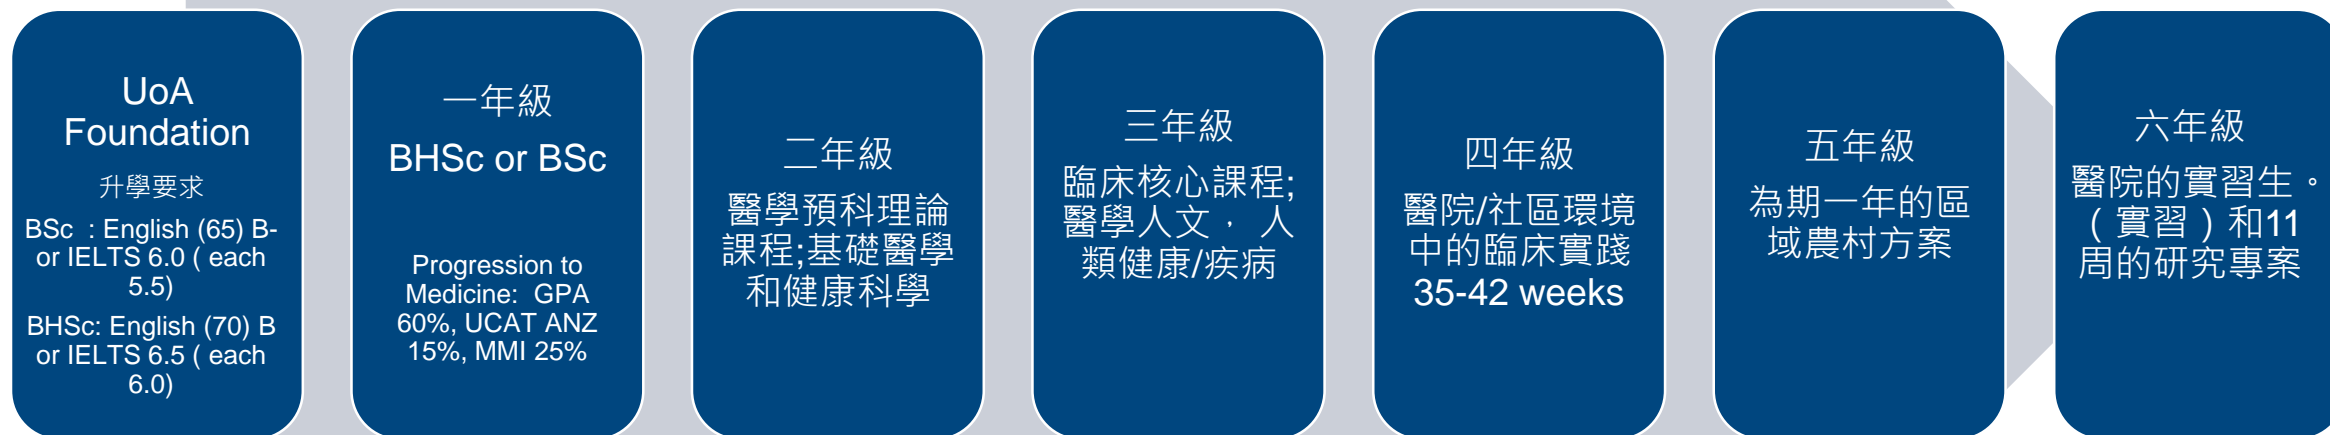 UoA
Foundation
升學要求
BSc : English (65) B-
or IELTS 6.0 ( each
5.5)
BHSc: English (70) B
or IELTS 6.5 ( each
6.0)
一年級
BHSc or BSc
Progression to
Medicine: GPA
60%, UCAT ANZ
15%, MMI 25%
二年級
醫學預科理論
課程;基礎醫學
和健康科學
三年級
臨床核心課程;
醫學人文， 人
類健康/疾病
四年級
醫院/社區環境
中的臨床實踐
35-42 weeks
五年級
為期一年的區
域農村方案
六年級
醫院的實習生。
（實習）和11
周的研究專案